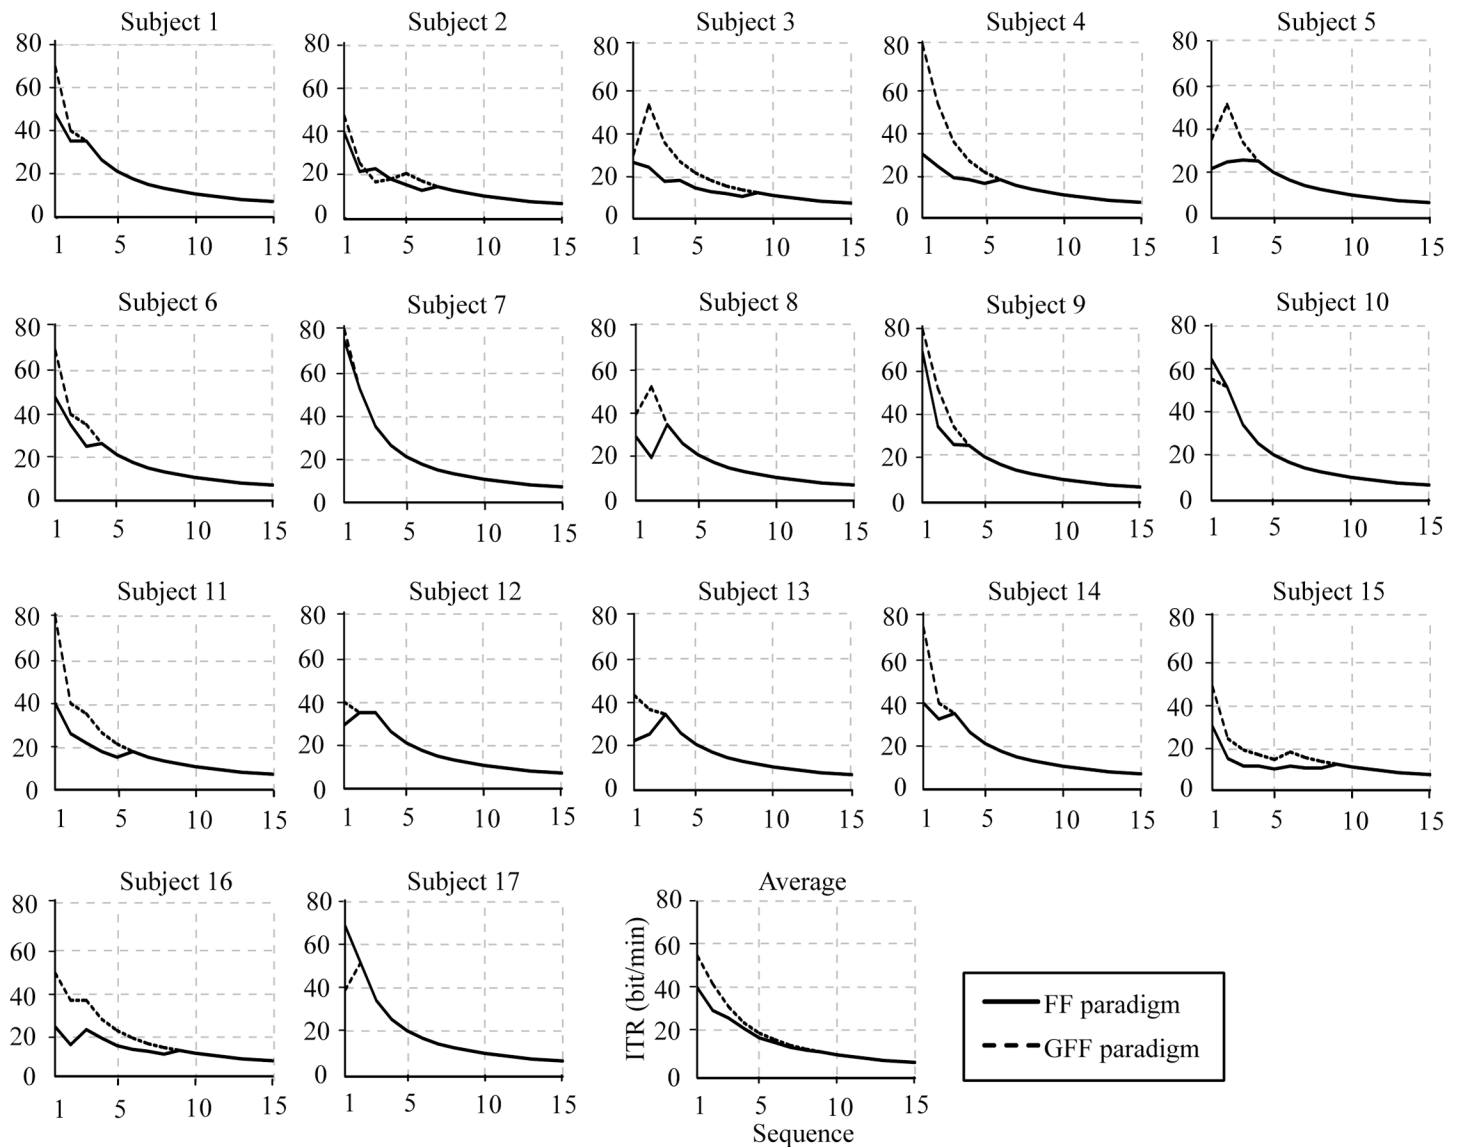 Subject 1
80
60
40
20
0
1 5 10 15
Subject 2
80
60
40
20
0
1 5 10 15
Subject 3
80
60
40
20
0
1 5 10 15
Subject 4
80
60
40
20
0
1 5 10 15
Subject 5
80
60
40
20
0
1 5 10 15
Subject 6
80
60
40
20
0
1 5 10 15
Subject 7
80
60
40
20
0
1 5 10 15
Subject 8
80
60
40
20
0
1 5 10 15
Subject 9
80
60
40
20
0
1 5 10 15
Subject 10
80
60
40
20
0
1 5 10 15
Subject 11
80
60
40
20
0
1 5 10 15
Subject 12
80
60
40
20
0
1 5 10 15
Subject 13
80
60
40
20
0
1 5 10 15
Subject 14
80
60
40
20
0
1 5 10 15
Subject 15
80
60
40
20
0
1 5 10 15
Subject 16
80
60
40
20
0
1 5 10 15
Subject 17
80
60
40
20
0
1 5 10 15
Average
ITR (bit/min)
80
60
40
20
0
1 5 10 15
Sequence
FF paradigm
GFF paradigm